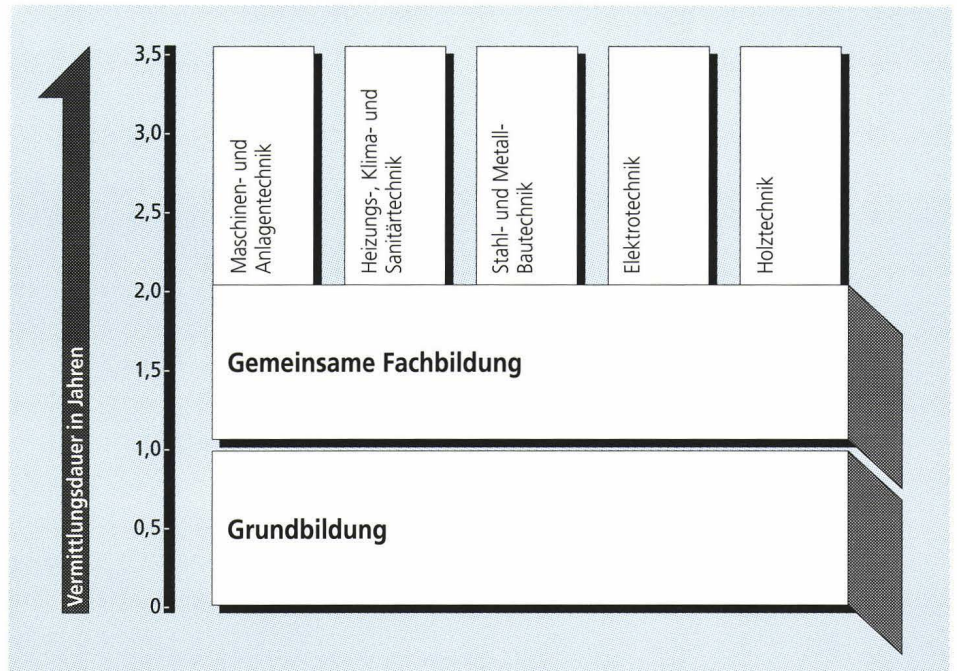 Vermittlungsdauer in Jahren
3,5
3,0
2,5
2,0
1,5
1,0
0,5
0
Maschinen- und
Anlagentechnik
Heizungs-, Klima- und
Sanitärtechnik
Stahl- und Metall-
Bautechnik
Elektrotechnik
Holztechnik
Gemeinsame Fachbildung
Grundbildung